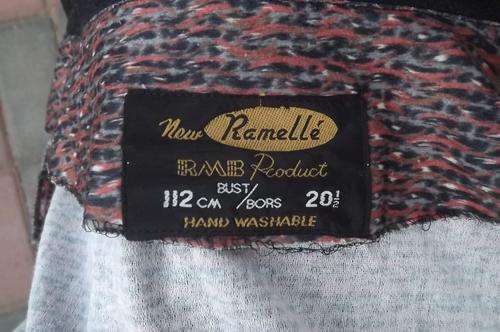 New Ramellé
RMB Product
BUST/
112 CM BORS 20½
HAND WASHABLE